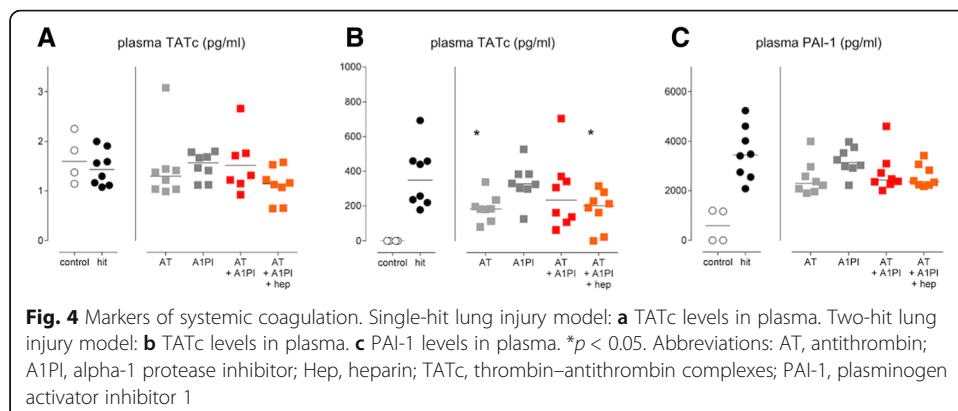 A
plasma TATc (pg/ml)
3
2
1
0
control
hit
AT
A1PI
AT
+ A1PI
AT
+ A1PI
+ hep
B
plasma TATc (pg/ml)
1000
800
600
400
200
0
*
*
control
hit
AT
A1PI
AT
+ A1PI
AT
+ A1PI
+ hep
C
plasma PAI-1 (pg/ml)
6000
4000
2000
0
control
hit
AT
A1PI
AT
+ A1PI
AT
+ A1PI
+ hep
Fig. 4 Markers of systemic coagulation. Single-hit lung injury model: a TATc levels in plasma. Two-hit lung
injury model: b TATc levels in plasma. c PAI-1 levels in plasma. *p < 0.05. Abbreviations: AT, antithrombin;
A1PI, alpha-1 protease inhibitor; Hep, heparin; TATc, thrombin–antithrombin complexes; PAI-1, plasminogen
activator inhibitor 1